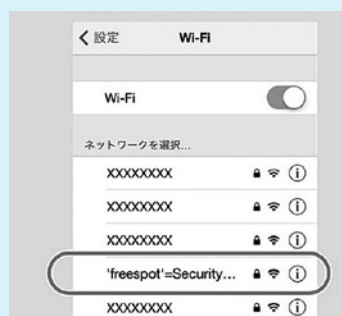 設定 Wi-Fi
Wi-Fi
ネットワークを選択...
XXXXXXXX
XXXXXXXX
XXXXXXXX
'freespot'=Security...
XXXXXXXX